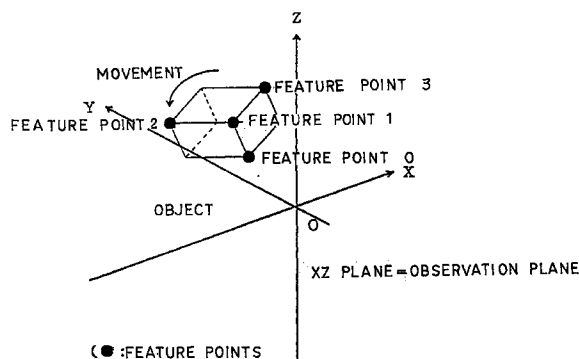 Z
MOVEMENT
FEATURE POINT 3
Y
FEATURE POINT 2
FEATURE POINT 1
FEATURE POINT 0
X
OBJECT
O
XZ PLANE=OBSERVATION PLANE
(●:FEATURE POINTS